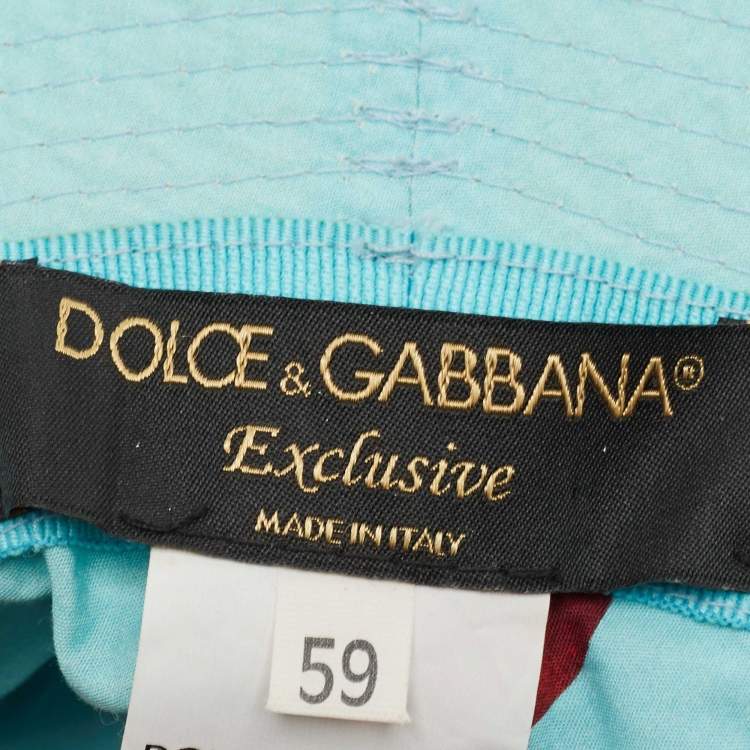 DOLCE & GABBANA®
Exclusive
MADE IN ITALY
59